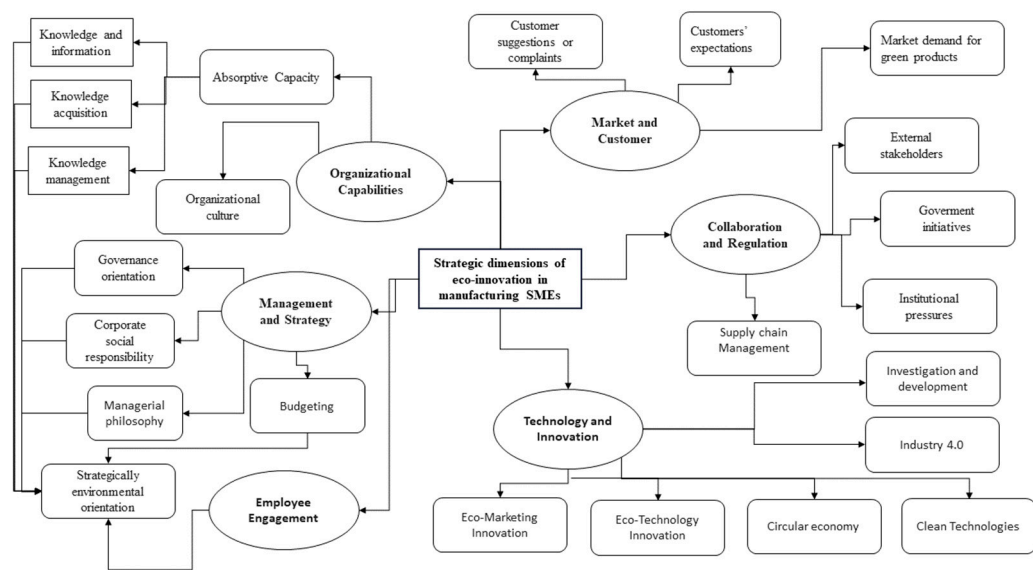 Knowledge and
information
Knowledge
acquisition
Knowledge
management
Absorptive Capacity
Organizational
culture
Organizational
Capabilities
Customer
suggestions or
complaints
Customers’
expectations
Market demand for
green products
Market and
Customer
External
stakeholders
Goverment
initiatives
Institutional
pressures
Collaboration
and Regulation
Supply chain
Management
Strategic dimensions of
eco-innovation in
manufacturing SMEs
Governance
orientation
Corporate
social
responsibility
Managerial
philosophy
Management
and Strategy
Budgeting
Strategically
environmental
orientation
Employee
Engagement
Technology and
Innovation
Investigation and
development
Industry 4.0
Eco-Marketing
Innovation
Eco-Technology
Innovation
Circular economy
Clean Technologies